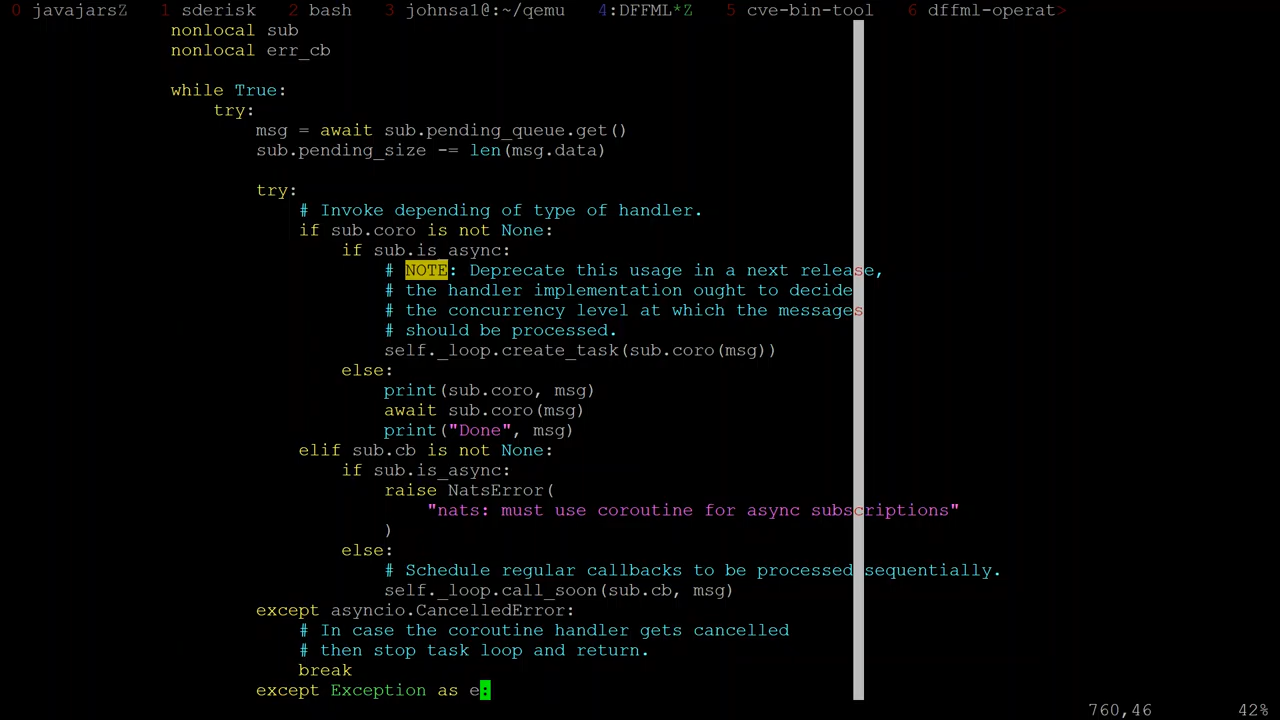 0 javajarsZ  1 sderisk  2 bash  3 johnsa1@:~/qemu  4:DFFML*Z  5 cve-bin-tool  6 dffml-operat>
nonlocal sub
nonlocal err_cb
while True:
try:
msg = await sub.pending_queue.get()
sub.pending_size -= len(msg.data)
try:
# Invoke depending of type of handler.
if sub.coro is not None:
if sub.is_async:
# NOTE: Deprecate this usage in a next release,
# the handler implementation ought to decide
# the concurrency level at which the messages
# should be processed.
self._loop.create_task(sub.coro(msg))
else:
print(sub.coro, msg)
await sub.coro(msg)
print("Done", msg)
elif sub.cb is not None:
if sub.is_async:
raise NatsError(
"nats: must use coroutine for async subscriptions"
)
else:
# Schedule regular callbacks to be processed sequentially.
self._loop.call_soon(sub.cb, msg)
except asyncio.CancelledError:
# In case the coroutine handler gets cancelled
# then stop task loop and return.
break
except Exception as e:
760,46  42%